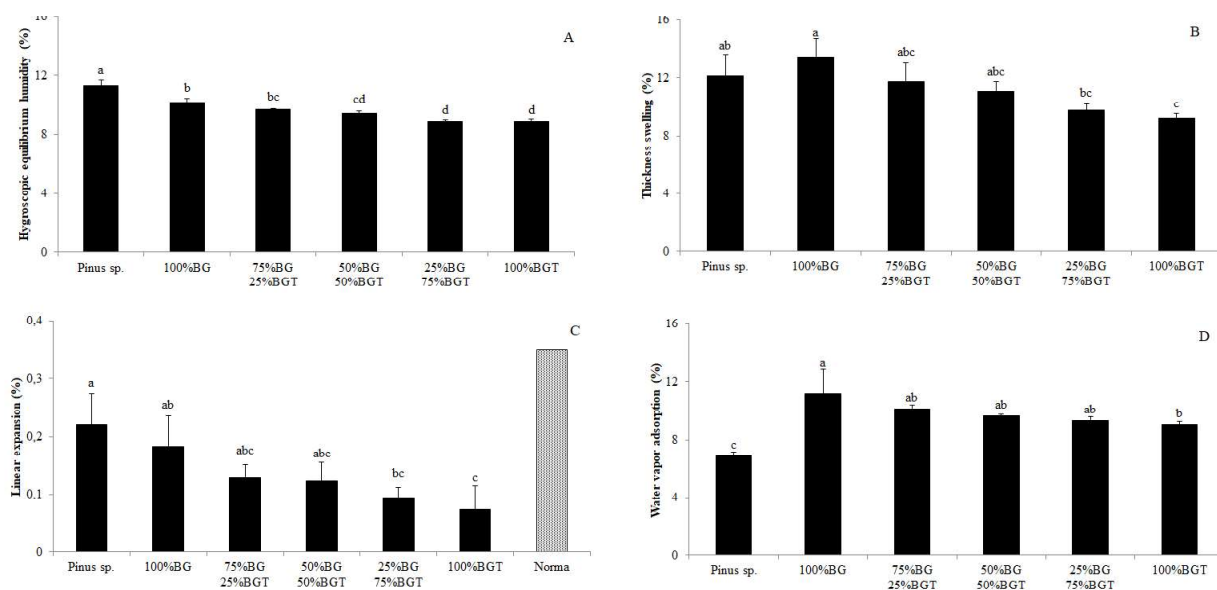 Hygroscopic equilibrium humidity (%)
16
12
8
4
0
A
a
b
bc
cd
d
d
Pinus sp.
100%BG
75%BG
25%BGT
50%BG
50%BGT
25%BG
75%BGT
100%BGT
Thickness swelling (%)
16
12
8
4
0
B
ab
a
abc
abc
bc
c
Pinus sp.
100%BG
75%BG
25%BGT
50%BG
50%BGT
25%BG
75%BGT
100%BGT
Linear expansion (%)
0,4
0,3
0,2
0.1
0
C
a
ab
abc
abc
bc
c
Pinus sp.
100%BG
75%BG
25%BGT
50%BG
50%BGT
25%BG
75%BGT
100%BGT
Norma
Water vapor adsorption (%)
16
12
8
4
0
D
c
a
ab
ab
ab
b
Pinus sp.
100%BG
75%BG
25%BGT
50%BG
50%BGT
25%BG
75%BGT
100%BGT